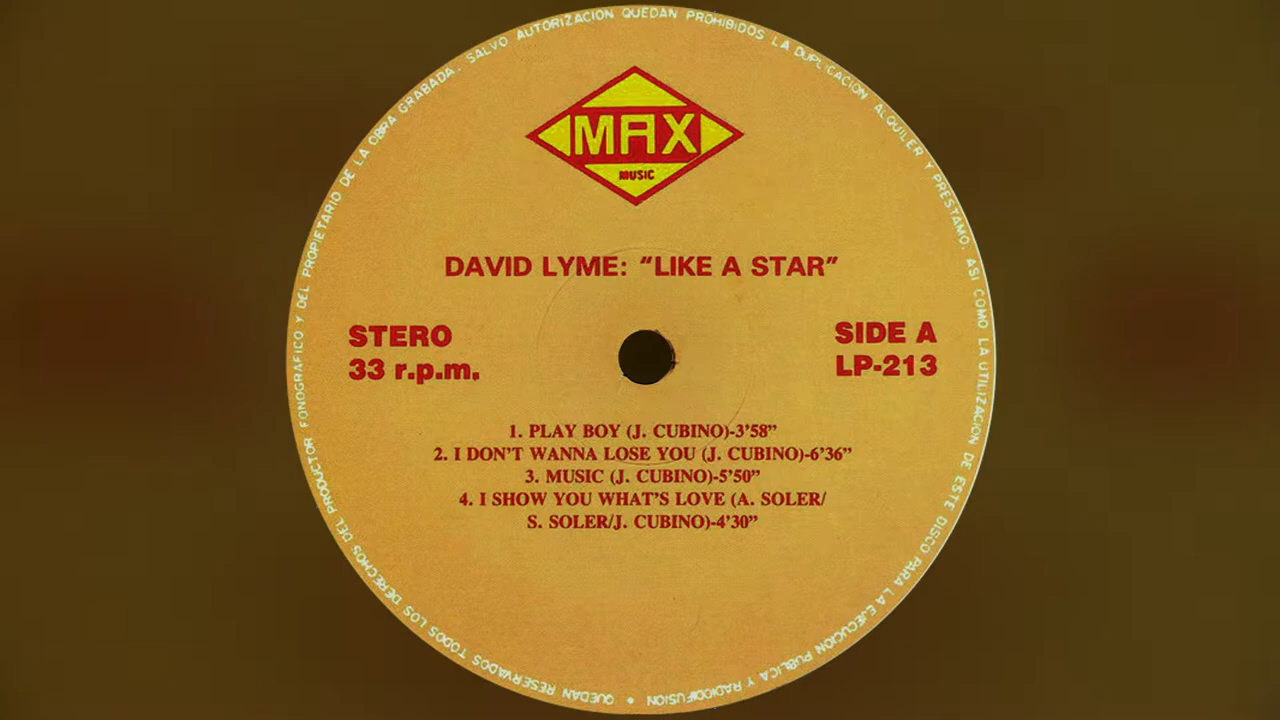 MAX
MUSIC
DAVID LYME: "LIKE A STAR"
STERO
33 r.p.m.
SIDE A
LP-213
1. PLAY BOY (J. CUBINO)-3'58"
2. I DON'T WANNA LOSE YOU (J. CUBINO)-6'36"
3. MUSIC (J. CUBINO)-5'50"
4. I SHOW YOU WHAT'S LOVE (A. SOLER/
S. SOLER/J. CUBINO)-4'30"
QUEDAN RESERVADOS TODOS LOS DERECHOS DEL PRODUCTOR FONOGRAFICO Y DEL PROPIETARIO DE LA OBRA GRABADA. SALVO AUTORIZACION QUEDAN PROHIBIDOS LA DUPLICACION ALQUILER Y PRESTAMO. ASI COMO LA UTILIZACION DE ESTE DISCO PARA LA EJECUCION PUBLICA Y RADIODIFUSION •